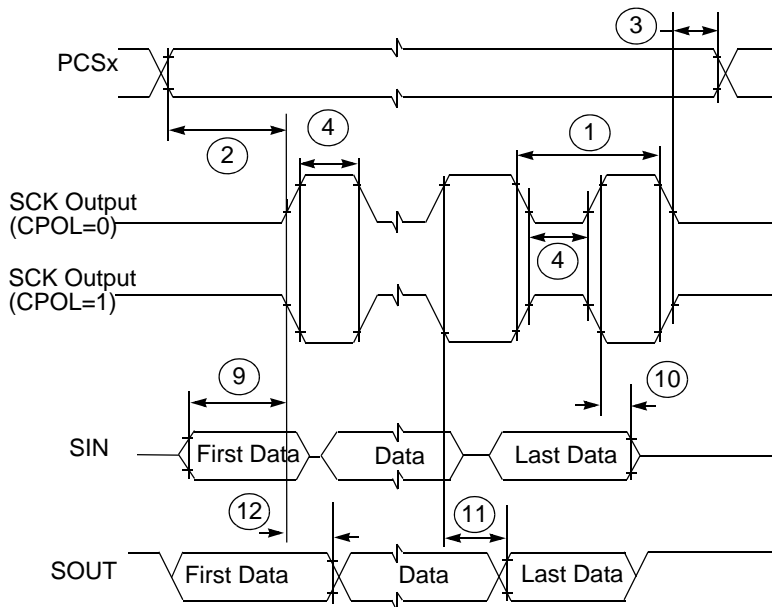 3
PCSx
2
4
1
SCK Output
(CPOL=0)
4
SCK Output
(CPOL=1)
9
10
SIN
First Data
Data
Last Data
12
11
SOUT
First Data
Data
Last Data